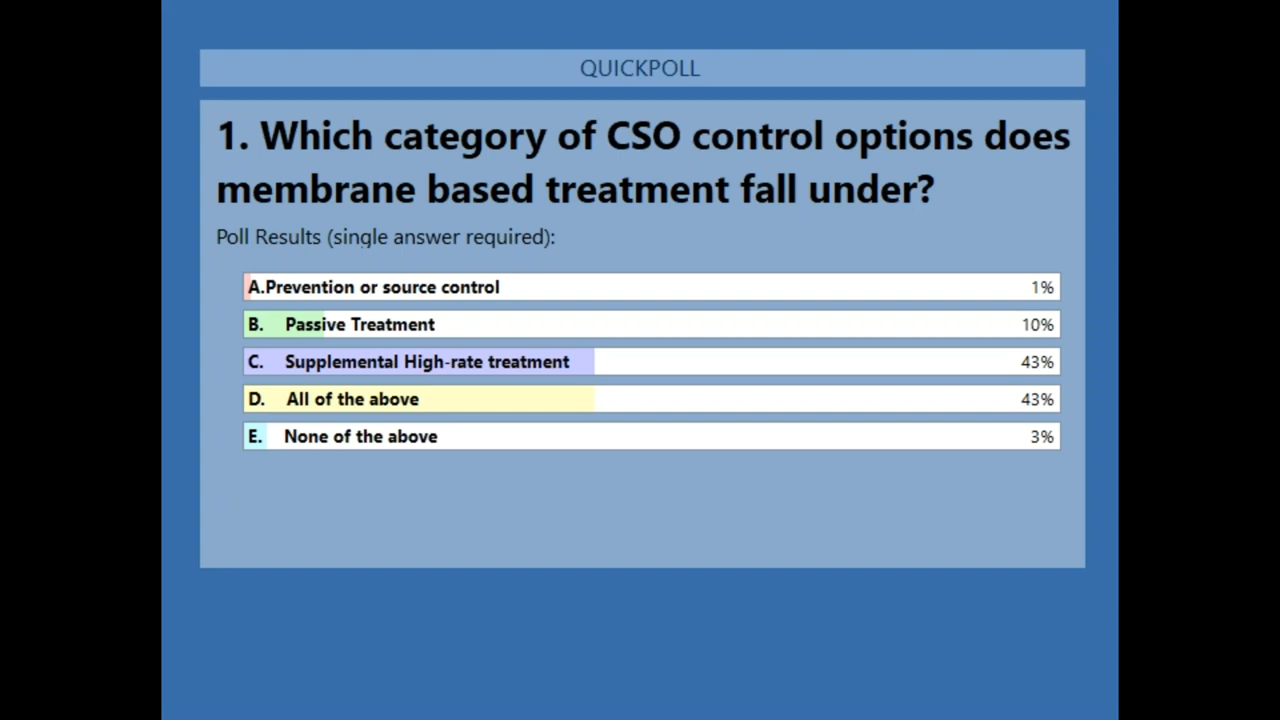 QUICKPOLL
1. Which category of CSO control options does
membrane based treatment fall under?
Poll Results (single answer required):
A.Prevention or source control 1%
B. Passive Treatment 10%
C. Supplemental High-rate treatment 43%
D. All of the above 43%
E. None of the above 3%